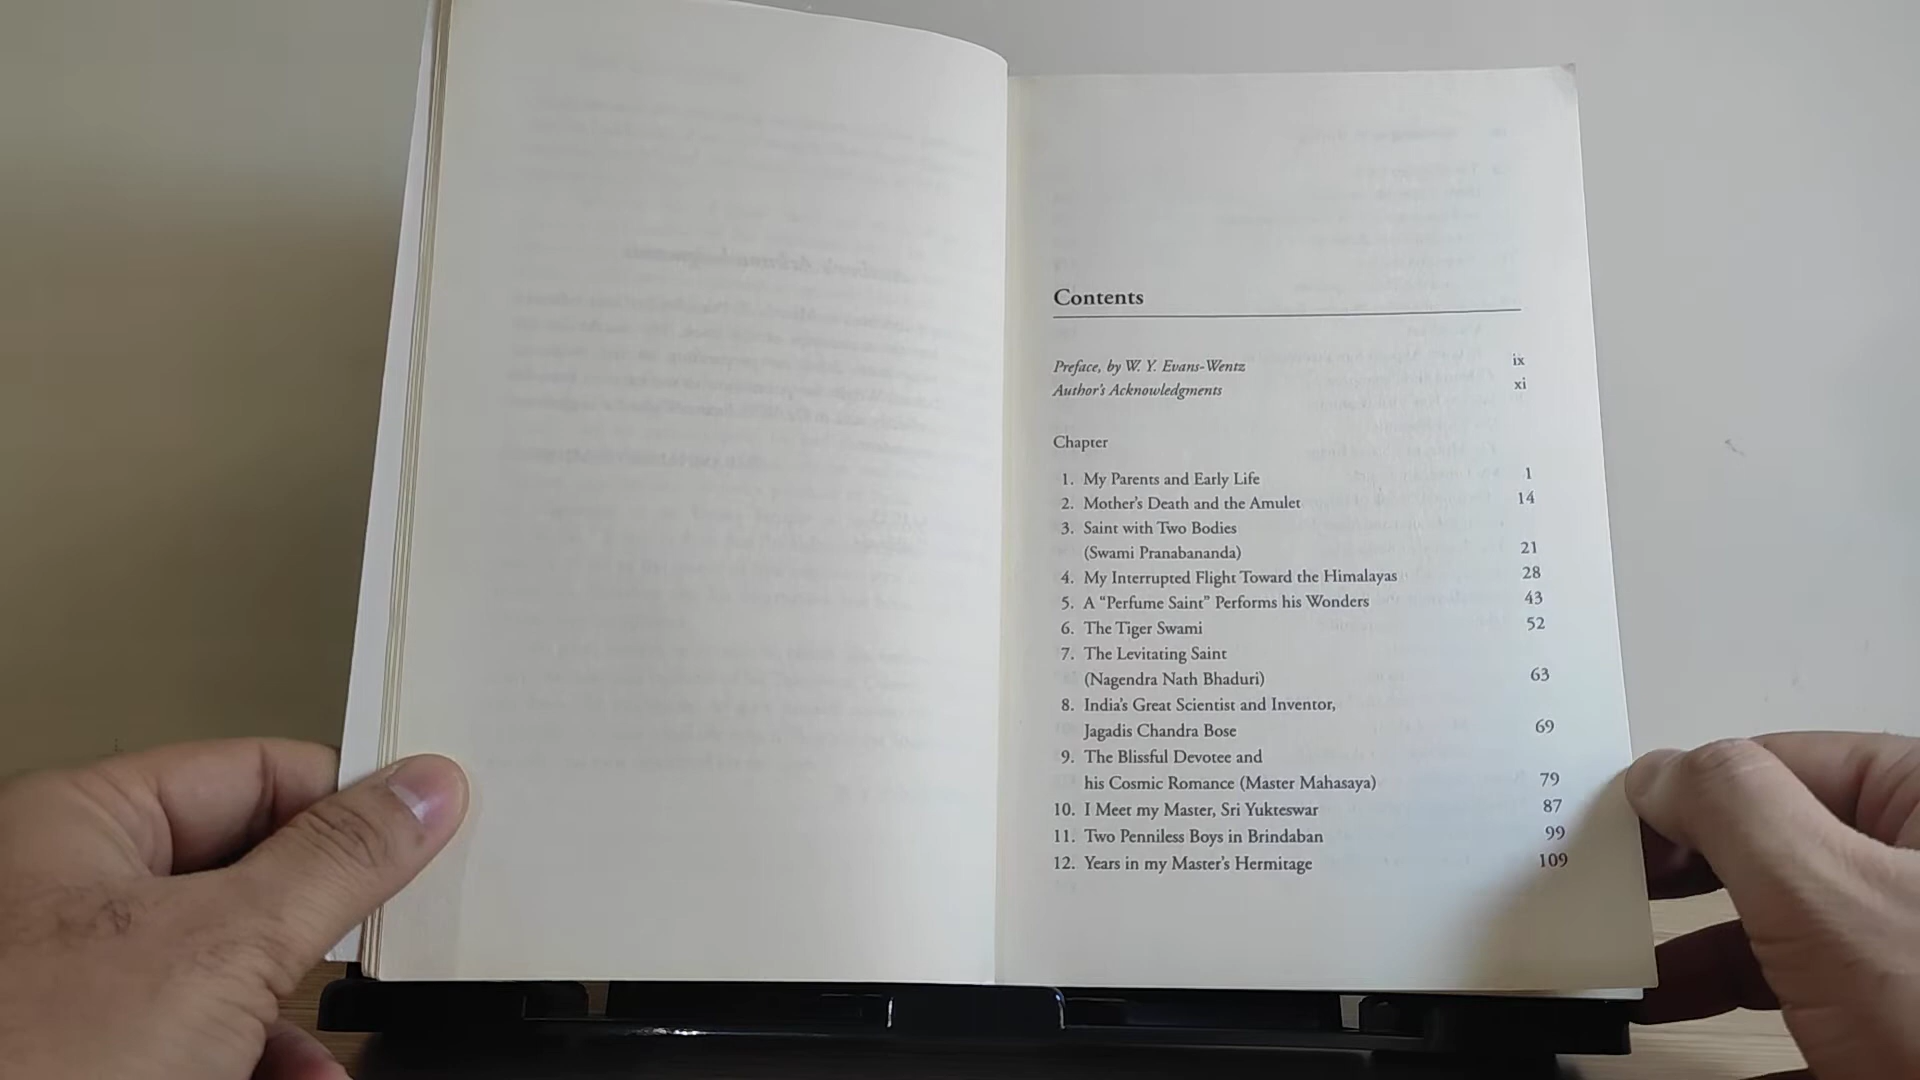 Contents
Preface, by W. Y. Evans-Wentz ix
Author's Acknowledgments xi
Chapter
1. My Parents and Early Life 1
2. Mother's Death and the Amulet 14
3. Saint with Two Bodies
(Swami Pranabananda) 21
4. My Interrupted Flight Toward the Himalayas 28
5. A “Perfume Saint” Performs his Wonders 43
6. The Tiger Swami 52
7. The Levitating Saint
(Nagendra Nath Bhaduri) 63
8. India's Great Scientist and Inventor,
Jagadis Chandra Bose 69
9. The Blissful Devotee and
his Cosmic Romance (Master Mahasaya) 79
10. I Meet my Master, Sri Yukteswar 87
11. Two Penniless Boys in Brindaban 99
12. Years in my Master's Hermitage 109